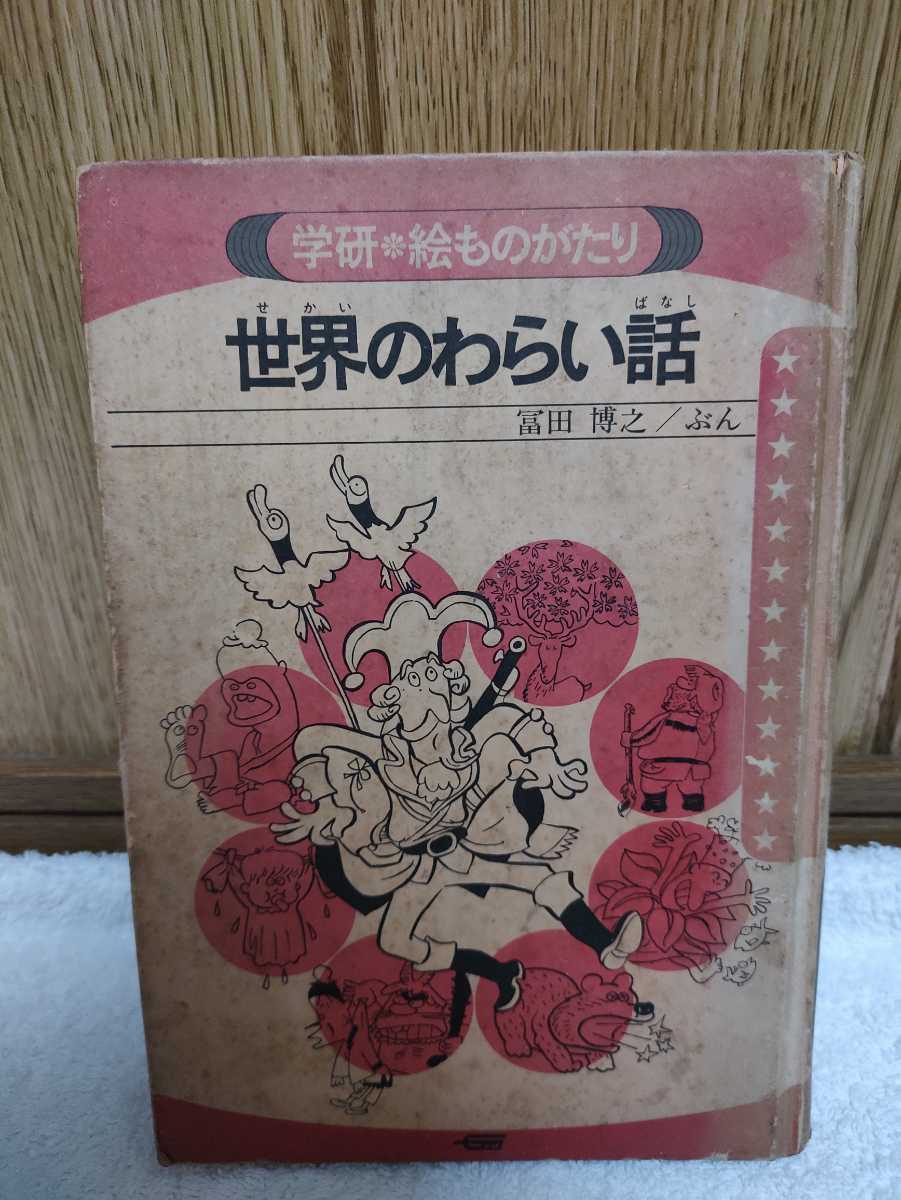 学研❇絵ものがたり
せかい ばなし
世界のわらい話
冨田 博之/ぶん